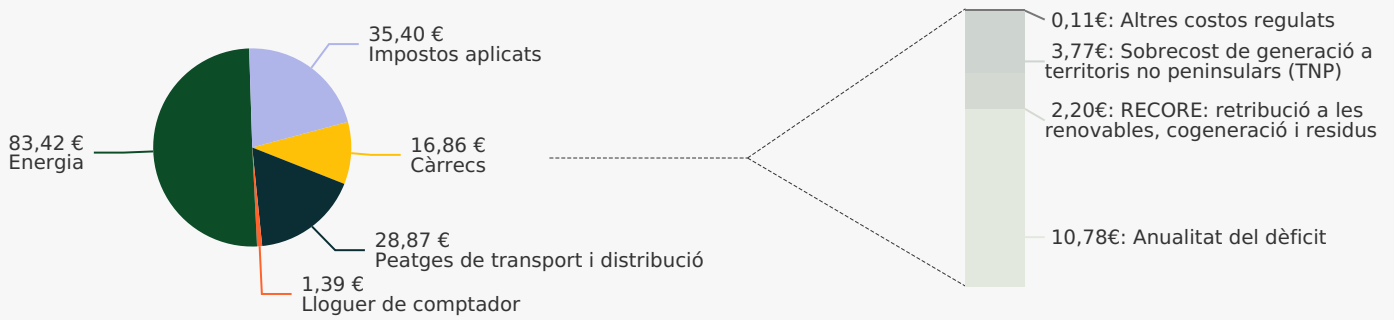 35,40 €
Impostos aplicats
83,42 €
Energia
16,86 €
Càrrecs
28,87 €
Peatges de transport i distribució
1,39 €
Lloguer de comptador
0,11€: Altres costos regulats
3,77€: Sobrecost de generació a
territoris no peninsulars (TNP)
2,20€: RECORE: retribució a les
renovables, cogeneració i residus
10,78€: Anualitat del dèficit